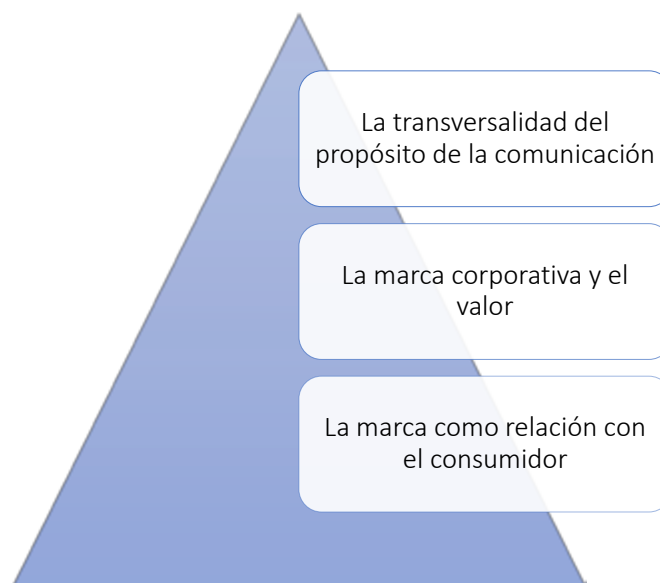 La transversalidad del
propósito de la comunicación
La marca corporativa y el
valor
La marca como relación con
el consumidor